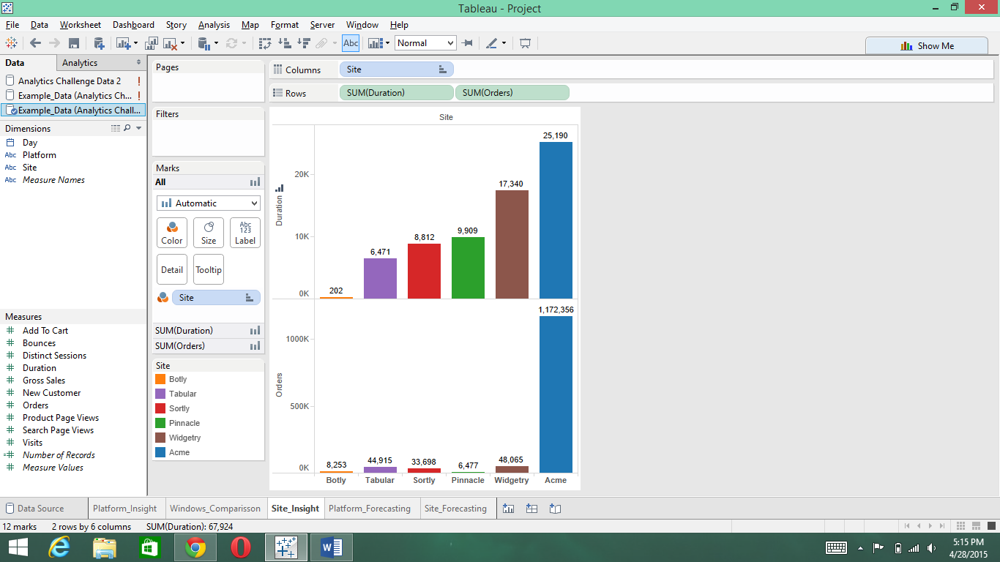 Tableau - Project
File Data Worksheet Dashboard Story Analysis Map Format Server Window Help
Abc Normal Show Me
Data Analytics
Analytics Challenge Data 2 !
Example_Data (Analytics Ch... !
Example_Data (Analytics Chall...
Dimensions
Day
Abc Platform
Abc Site
Abc Measure Names
Measures
Add To Cart
Bounces
Distinct Sessions
Duration
Gross Sales
New Customer
Orders
Product Page Views
Search Page Views
Visits
Number of Records
Measure Values
Pages
Filters
Marks
All
Automatic
Abc
123
Color Size Label
Detail Tooltip
Site
SUM(Duration)
SUM(Orders)
Site
Botly
Tabular
Sortly
Pinnacle
Widgetry
Acme
Columns Site
Rows SUM(Duration) SUM(Orders)
Site
25,190
20K
17,340
Duration
10K
9,909
8,812
6,471
202
0K
1,172,356
1000K
Orders
500K
0K
8,253 44,915 33,698 6,477 48,065
Botly Tabular Sortly Pinnacle Widgetry Acme
Data Source Platform_Insight Windows_Comparisson Site_Insight Platform_Forecasting Site_Forecasting
12 marks 2 rows by 6 columns SUM(Duration): 67,924
5:15 PM
4/28/2015